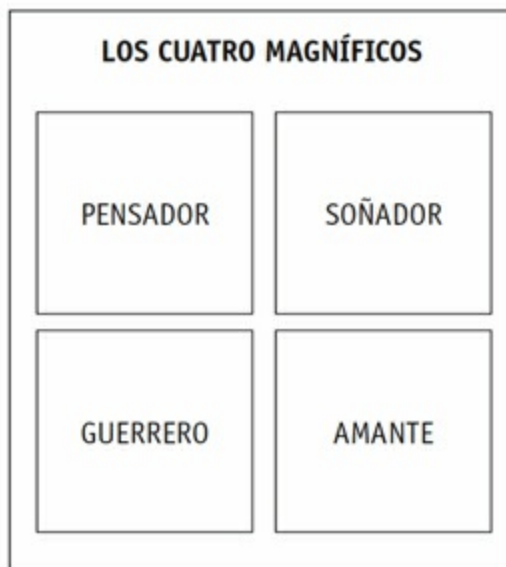 LOS CUATRO MAGNÍFICOS
PENSADOR
SOÑADOR
GUERRERO
AMANTE